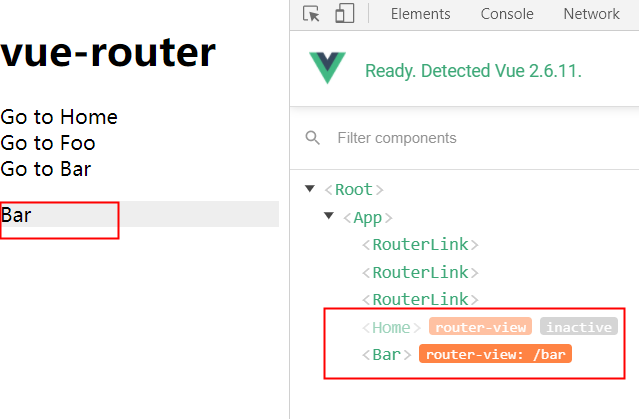 vue-router
Go to Home
Go to Foo
Go to Bar
Bar
Elements Vue Network
Ready. Detected Vue 2.6.11.
Filter components
<Root>
<App>
<RouterLink>
<RouterLink>
<RouterLink>
<Home> router-view inactive
<Bar> router-view: /bar